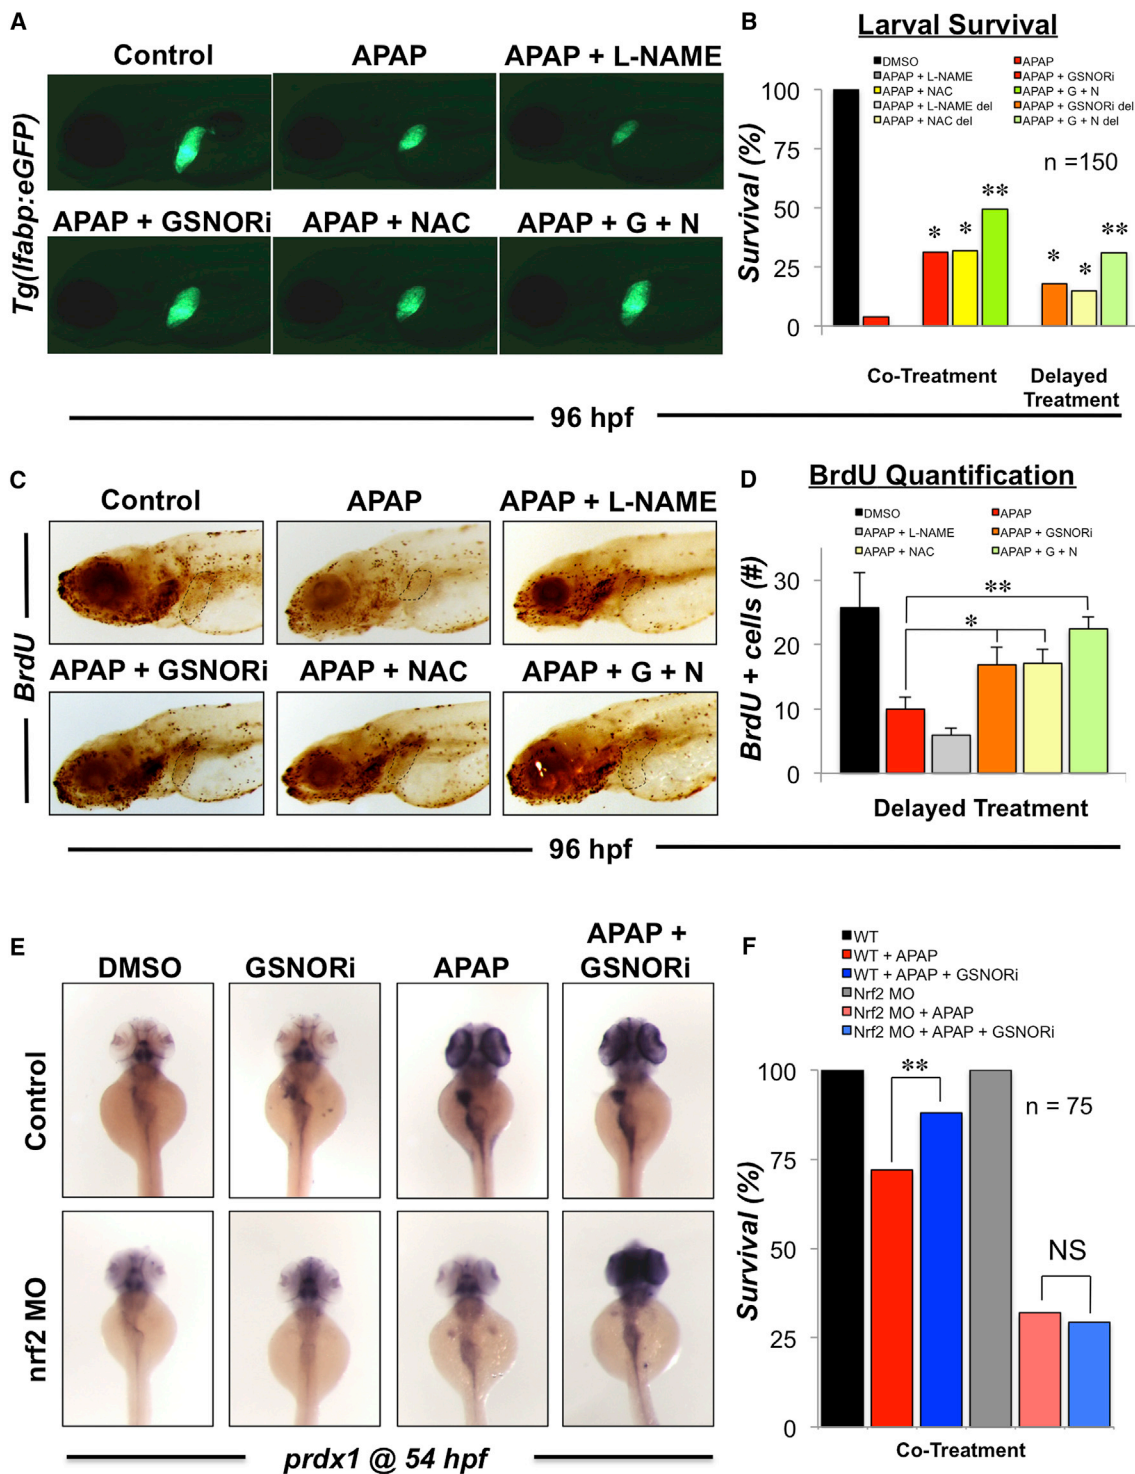 A
Control
APAP
APAP + L-NAME
Tg(lfabp:eGFP)
APAP + GSNORi
APAP + NAC
APAP + G + N
B
Larval Survival
DMSO
APAP
APAP + L-NAME
APAP + GSNORi
APAP + NAC
APAP + G + N
APAP + L-NAME del
APAP + GSNORi del
APAP + NAC del
APAP + G + N del
n =150
Survival (%)
100
75
50
25
0
*
*
**
*
*
**
Co-Treatment
Delayed
Treatment
96 hpf
C
Control
APAP
APAP + L-NAME
BrdU
APAP + GSNORi
APAP + NAC
APAP + G + N
D
BrdU Quantification
DMSO
APAP
APAP + L-NAME
APAP + GSNORi
APAP + NAC
APAP + G + N
BrdU + cells (#)
30
20
10
0
**
*
Delayed Treatment
96 hpf
E
DMSO
GSNORi
APAP
APAP +
GSNORi
Control
nrf2 MO
prdx1 @ 54 hpf
F
WT
WT + APAP
WT + APAP + GSNORi
Nrf2 MO
Nrf2 MO + APAP
Nrf2 MO + APAP + GSNORi
n = 75
Survival (%)
100
75
50
25
0
**
NS
Co-Treatment